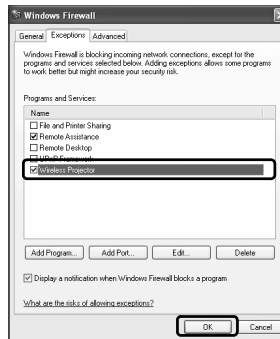 Windows Firewall
General Exceptions Advanced
Windows Firewall is blocking incoming network connections, except for the
programs and services selected below. Adding exceptions allows some programs
to work better but might increase your security risk.
Programs and Services:
Name
File and Printer Sharing
Remote Assistance
Remote Desktop
UPnP Framework
Wireless Projector
Add Program... Add Port... Edit... Delete
Display a notification when Windows Firewall blocks a program
What are the risks of allowing exceptions?
OK Cancel